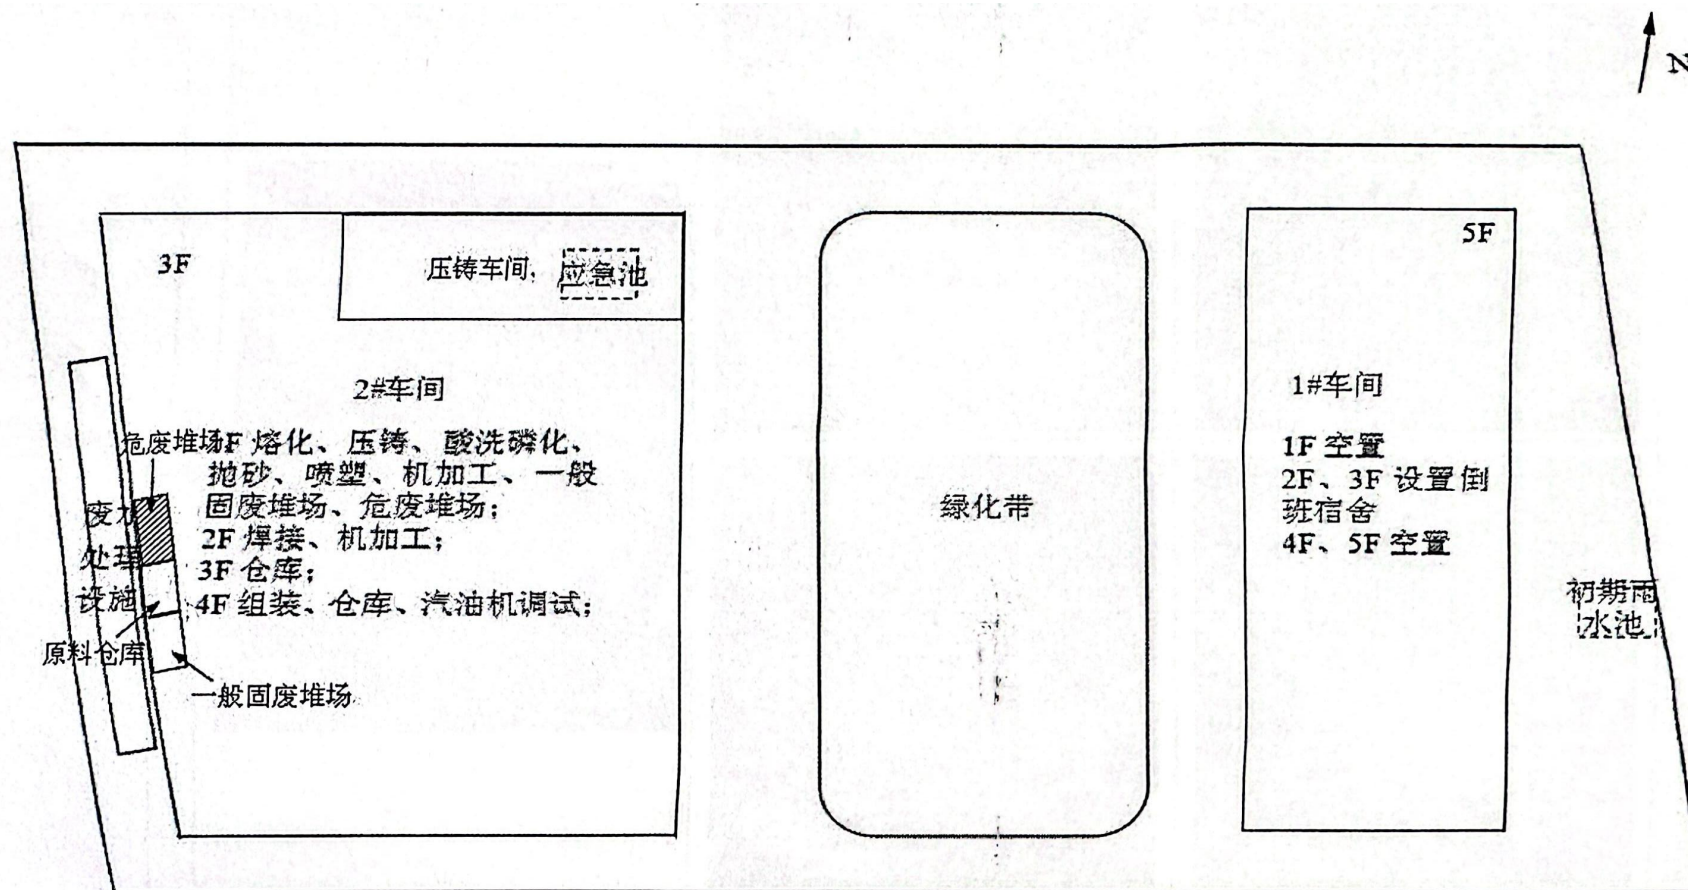 N
3F
压铸车间
应急池
5F
2#车间
1F 熔化、压铸、酸洗磷化、
抛砂、喷塑、机加工、一般
固废堆场、危废堆场;
2F 焊接、机加工;
3F 仓库;
4F 组装、仓库、汽油机调试;
危废堆场
废水
处理
设施
原料仓库
一般固废堆场
绿化带
1#车间
1F 空置
2F、3F 设置倒
班宿舍
4F、5F 空置
初期雨
水池